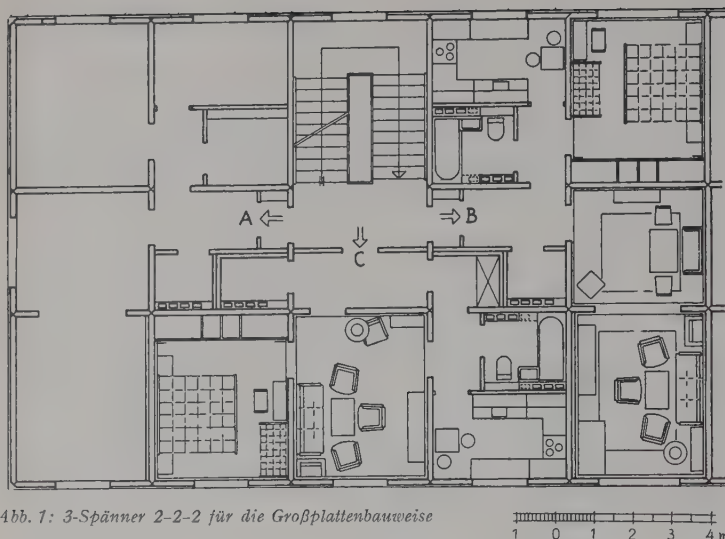 A ⇐ ⇒ B
⇓
C
Abb. 1: 3-Spänner 2-2-2 für die Großplattenbauweise
1 0 1 2 3 4 m